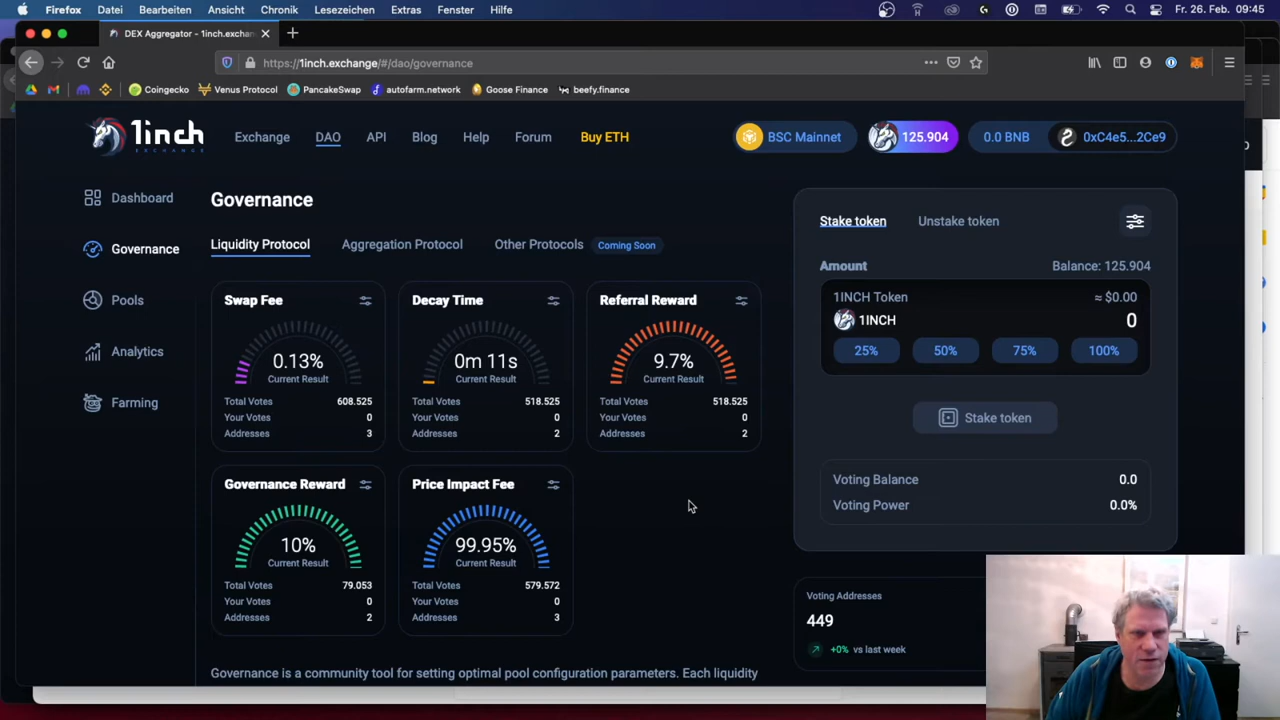 Firefox Datei Bearbeiten Ansicht Chronik Lesezeichen Extras Fenster Hilfe Fr. 26. Feb. 09:45
DEX Aggregator - 1inch.exchan
https://1inch.exchange/#/dao/governance
Coingecko Venus Protocol PancakeSwap autofarm.network Goose Finance beefy.finance
1inch
EXCHANGE
Exchange DAO API Blog Help Forum Buy ETH BSC Mainnet 125.904 0.0 BNB 0xC4e5...2Ce9
Dashboard
Governance
Pools
Analytics
Farming
Governance
Liquidity Protocol Aggregation Protocol Other Protocols Coming Soon
Swap Fee
0.13%
Current Result
Total Votes 608.525
Your Votes 0
Addresses 3
Decay Time
0m 11s
Current Result
Total Votes 518.525
Your Votes 0
Addresses 2
Referral Reward
9.7%
Current Result
Total Votes 518.525
Your Votes 0
Addresses 2
Governance Reward
10%
Current Result
Total Votes 79.053
Your Votes 0
Addresses 2
Price Impact Fee
99.95%
Current Result
Total Votes 579.572
Your Votes 0
Addresses 3
Governance is a community tool for setting optimal pool configuration parameters. Each liquidity
Stake token Unstake token
Amount Balance: 125.904
1INCH Token ≈ $0.00
1INCH 0
25% 50% 75% 100%
Stake token
Voting Balance 0.0
Voting Power 0.0%
Voting Addresses
449
+0% vs last week